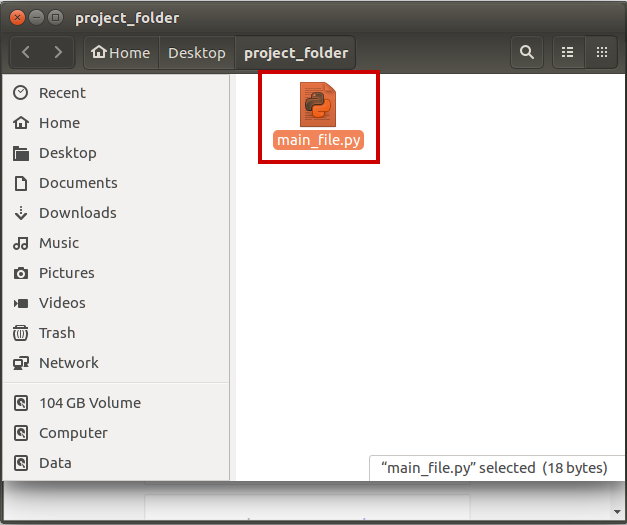 project_folder
Home Desktop project_folder
Recent
Home
Desktop
Documents
Downloads
Music
Pictures
Videos
Trash
Network
104 GB Volume
Computer
Data
main_file.py
“main_file.py” selected (18 bytes)